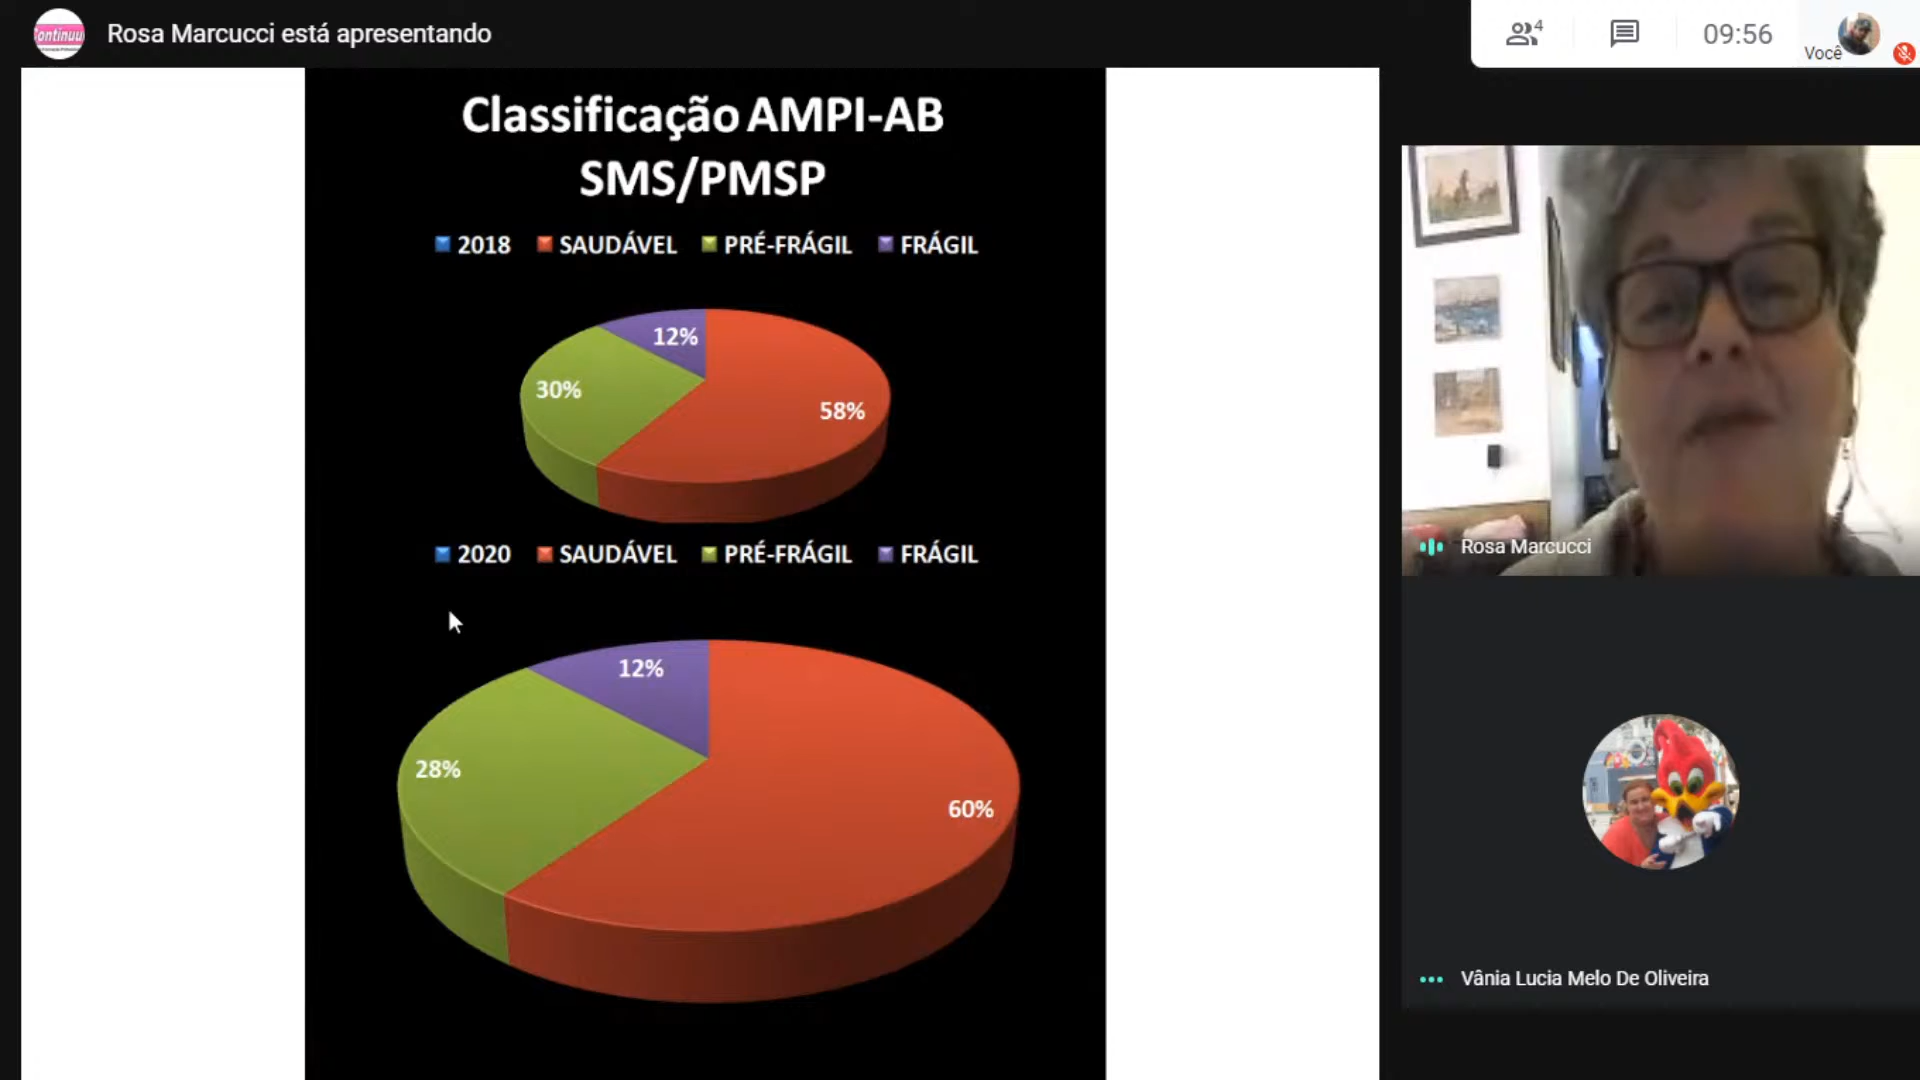 Rosa Marcucci está apresentando
4
09:56
Você
Classificação AMPI-AB
SMS/PMSP
2018 SAUDÁVEL PRÉ-FRÁGIL FRÁGIL
12%
30%
58%
2020 SAUDÁVEL PRÉ-FRÁGIL FRÁGIL
12%
28%
60%
Rosa Marcucci
Vânia Lucia Melo De Oliveira